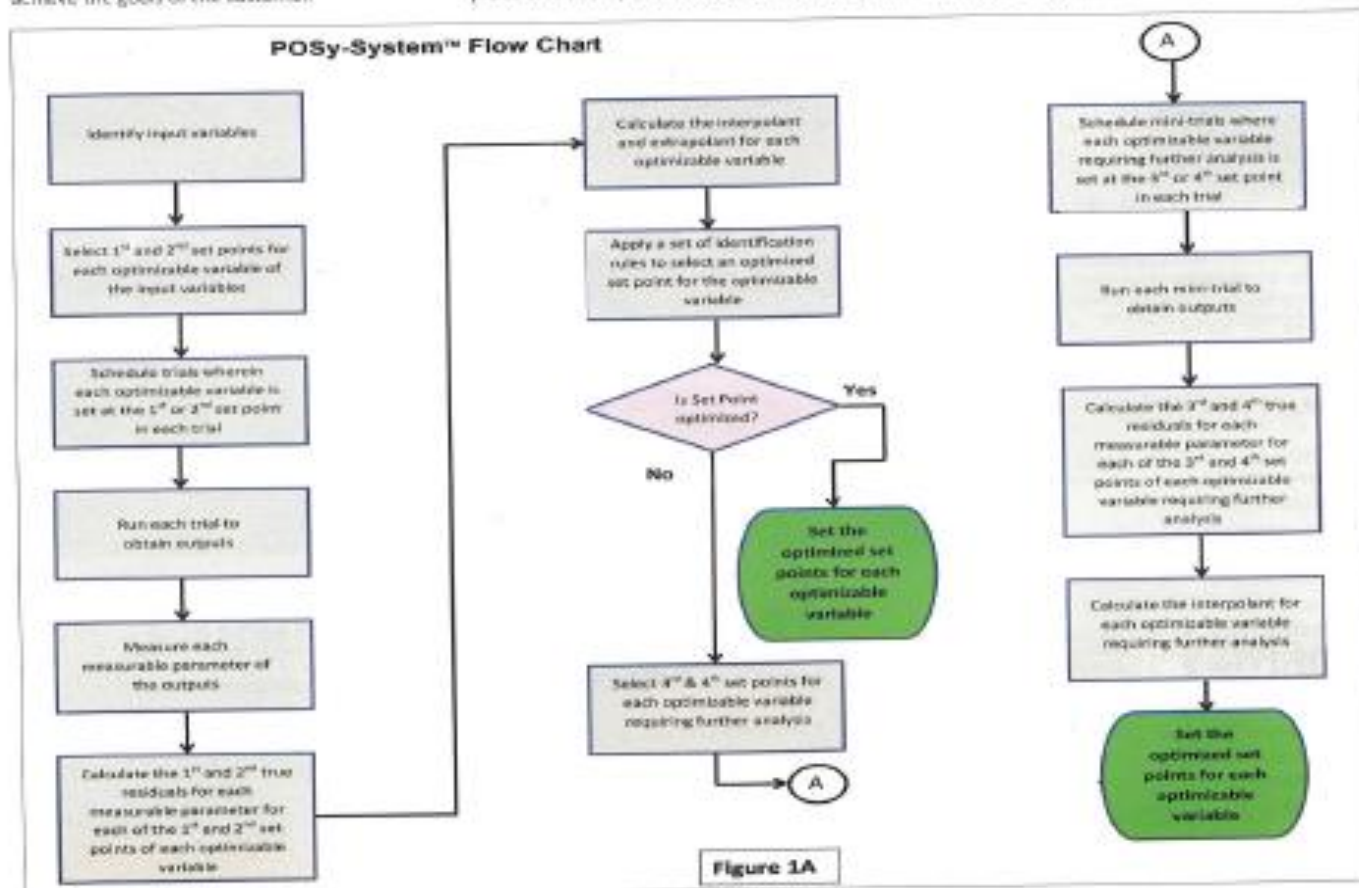 achieve the goals of the customer.
POSy-System™ Flow Chart
Identify input variables
Select 1st and 2nd set points for
each optimizable variable of
the input variables
Schedule trials wherein
each optimizable variable is
set at the 1st or 2nd set point
in each trial
Run each trial to
obtain outputs
Measure each
measurable parameter of
the outputs
Calculate the 1st and 2nd true
residuals for each
measurable parameter for
each of the 1st and 2nd set
points of each optimizable
variable
Calculate the interpolant
and extrapolant for each
optimizable variable
Apply a set of identification
rules to select an optimized
set point for the optimizable
variable
Is Set Point
optimized?
Yes
No
Set the
optimized set
points for each
optimizable
variable
Select 3rd & 4th set points for
each optimizable variable
requiring further analysis
A
A
Schedule mini-trials where
each optimizable variable
requiring further analysis is
set at the 3rd or 4th set point
in each trial
Run each mini-trial to
obtain outputs
Calculate the 3rd and 4th true
residuals for each
measurable parameter for
each of the 3rd and 4th set
points of each optimizable
variable requiring further
analysis
Calculate the interpolant for
each optimizable variable
requiring further analysis
Set the
optimized set
points for each
optimizable
variable
Figure 1A